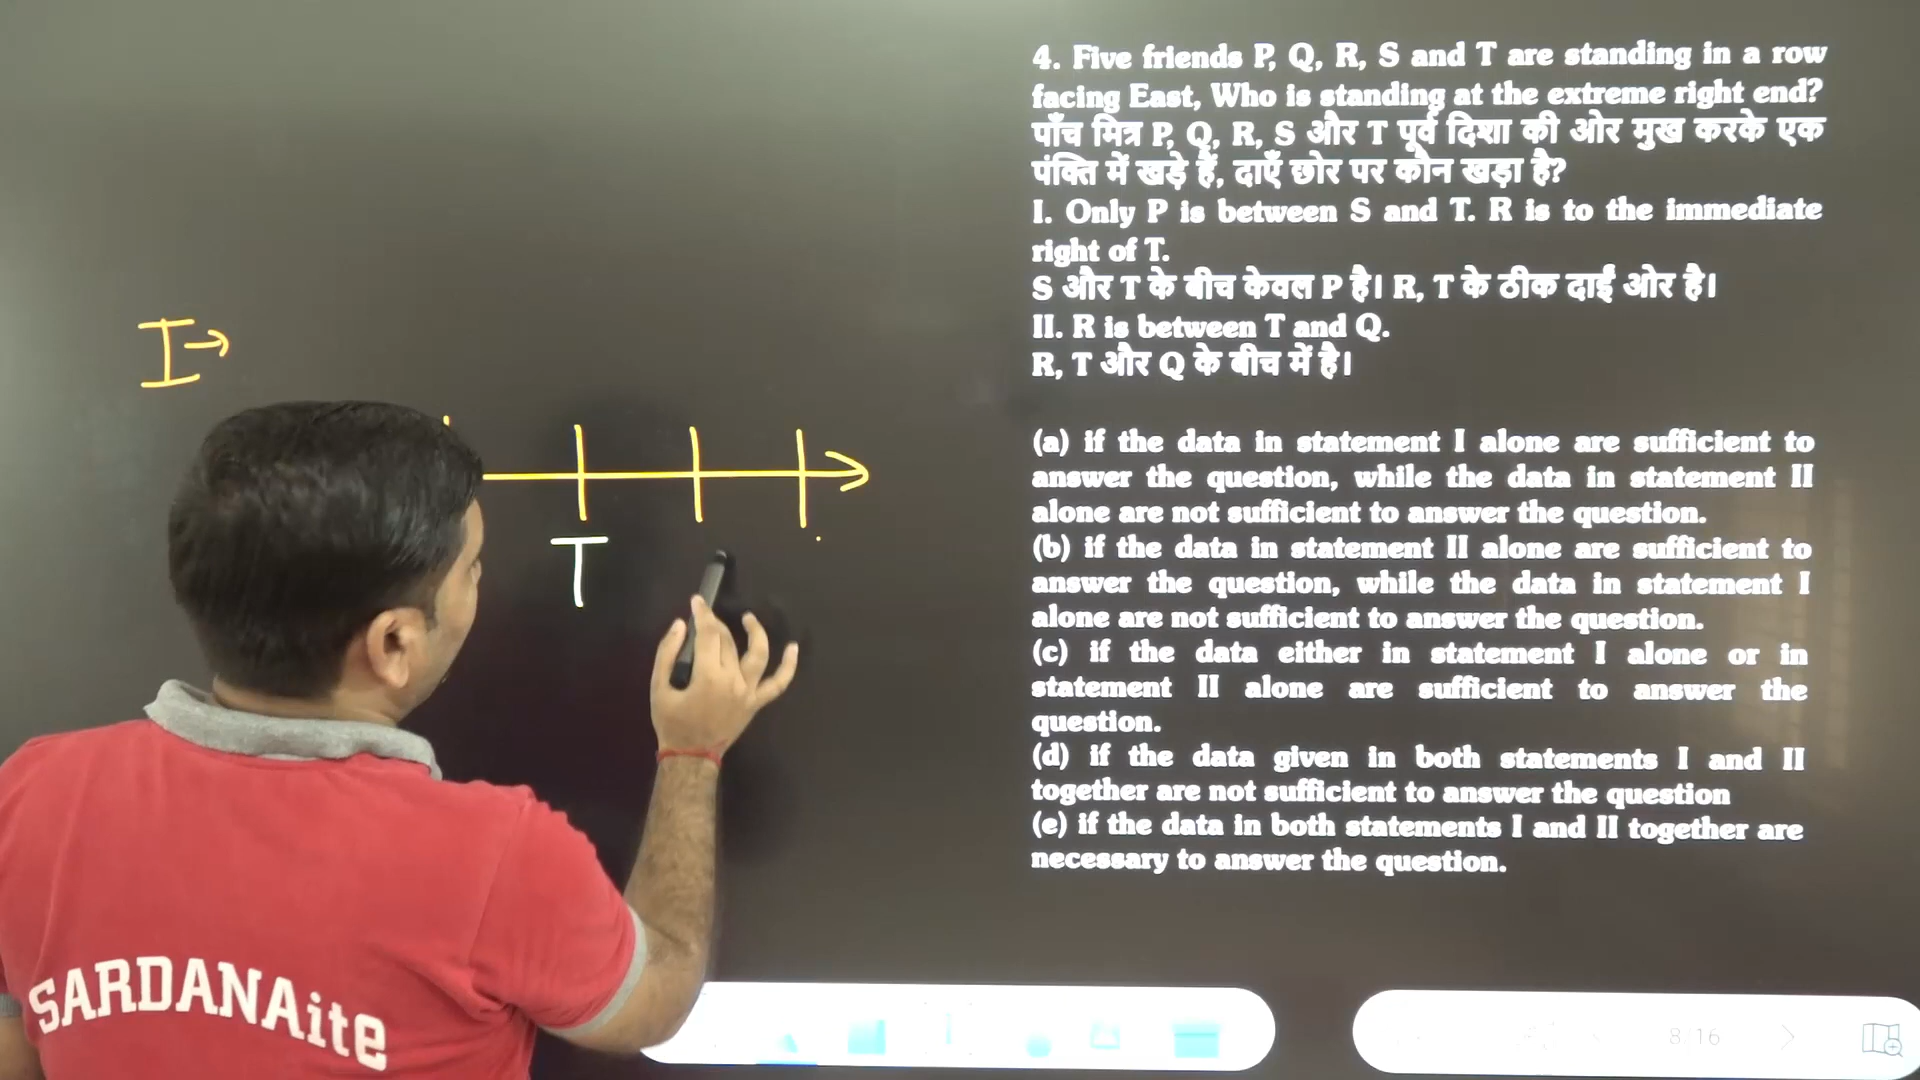 4. Five friends P, Q, R, S and T are standing in a row
facing East, Who is standing at the extreme right end?
पाँच मित्र P, Q, R, S और T पूर्व दिशा की ओर मुख करके एक
पंक्ति में खड़े हैं, दाएँ छोर पर कौन खड़ा है?
I. Only P is between S and T. R is to the immediate
right of T.
S और T के बीच केवल P है। R, T के ठीक दाईं ओर है।
II. R is between T and Q.
R, T और Q के बीच में है।
(a) if the data in statement I alone are sufficient to
answer the question, while the data in statement II
alone are not sufficient to answer the question.
(b) if the data in statement II alone are sufficient to
answer the question, while the data in statement I
alone are not sufficient to answer the question.
(c) if the data either in statement I alone or in
statement II alone are sufficient to answer the
question.
(d) if the data given in both statements I and II
together are not sufficient to answer the question
(e) if the data in both statements I and II together are
necessary to answer the question.
I→
T
SARDANAite
8/16